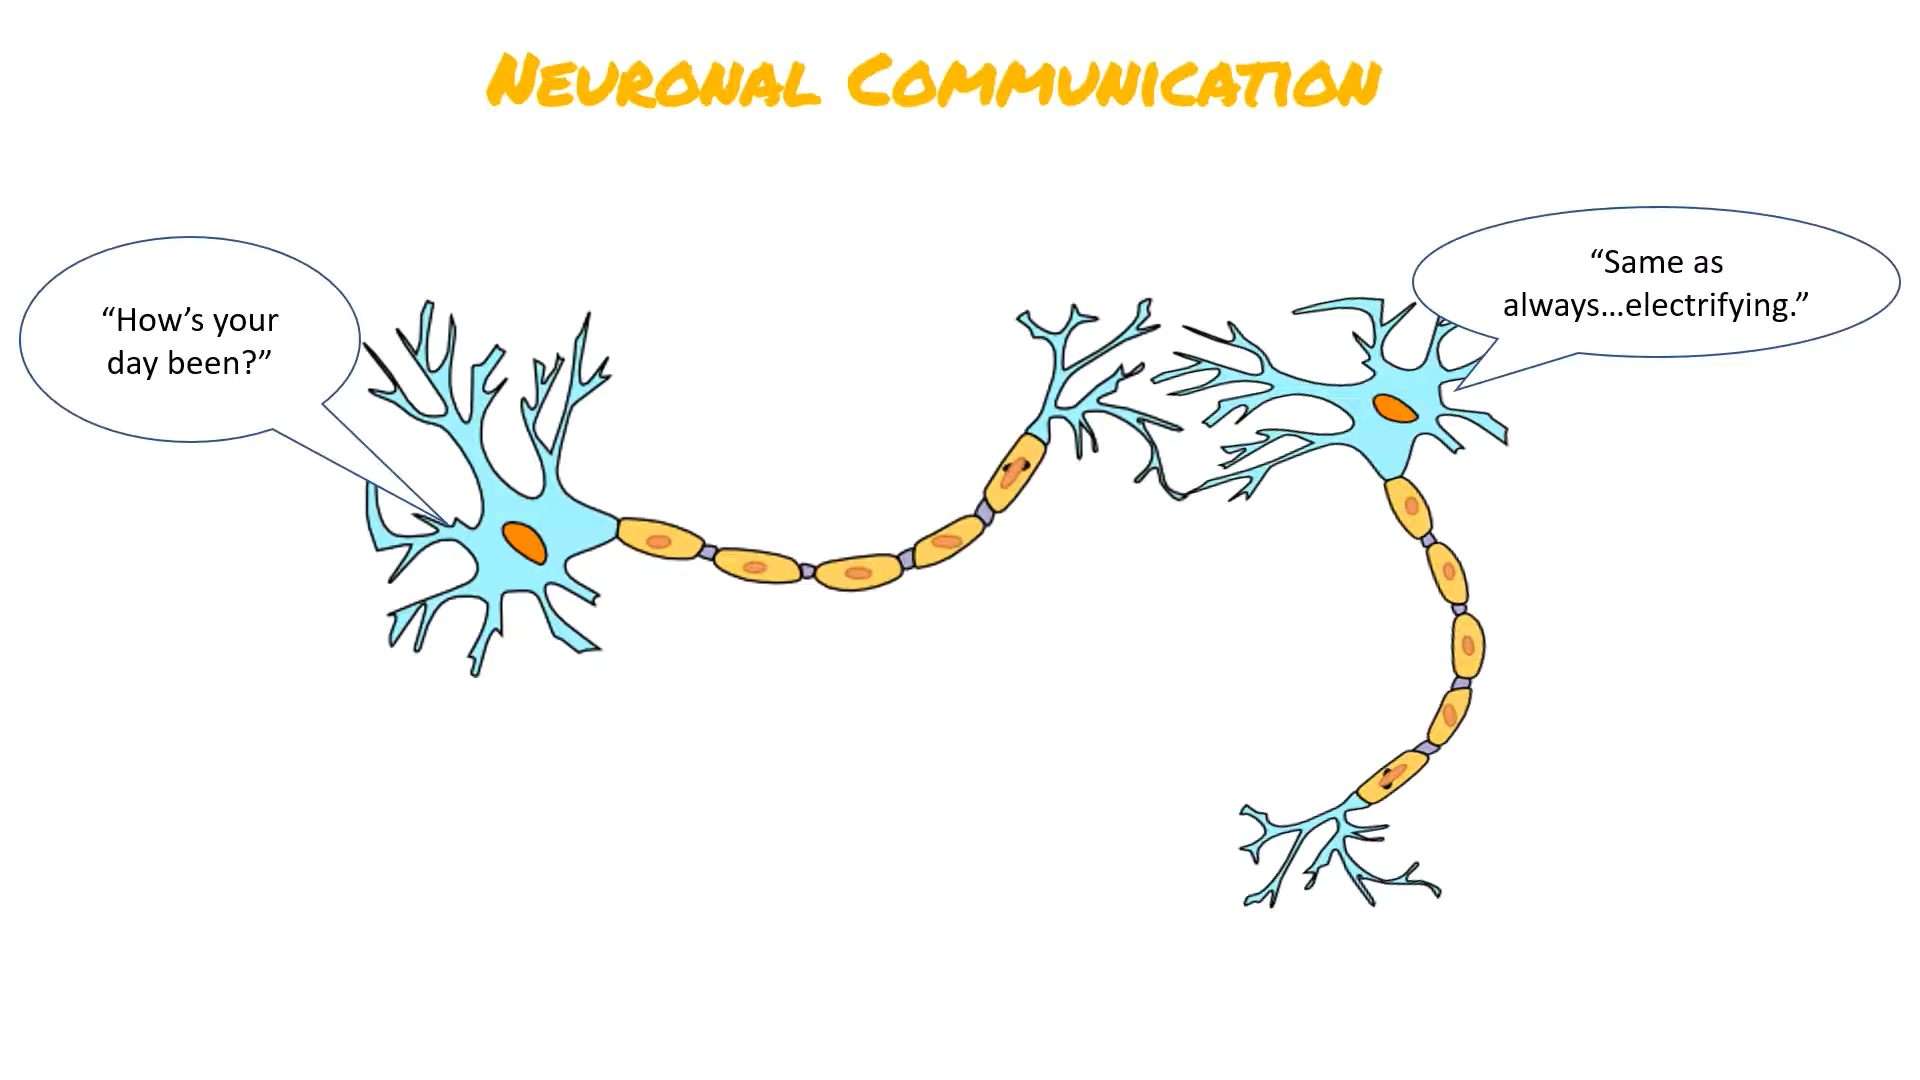 Neuronal Communication
“How’s your
day been?”
“Same as
always...electrifying.”